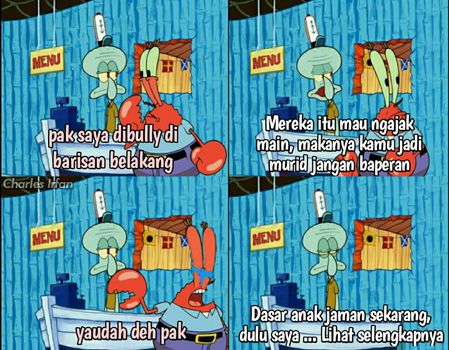 MENU
pak saya dibully di
barisan belakang
MENU
Mereka itu mau ngajak
main, makanya kamu jadi
murid jangan baperan
Charles Irfan
MENU
yaudah deh pak
MENU
Dasar anak jaman sekarang,
dulu saya ... Lihat selengkapnya